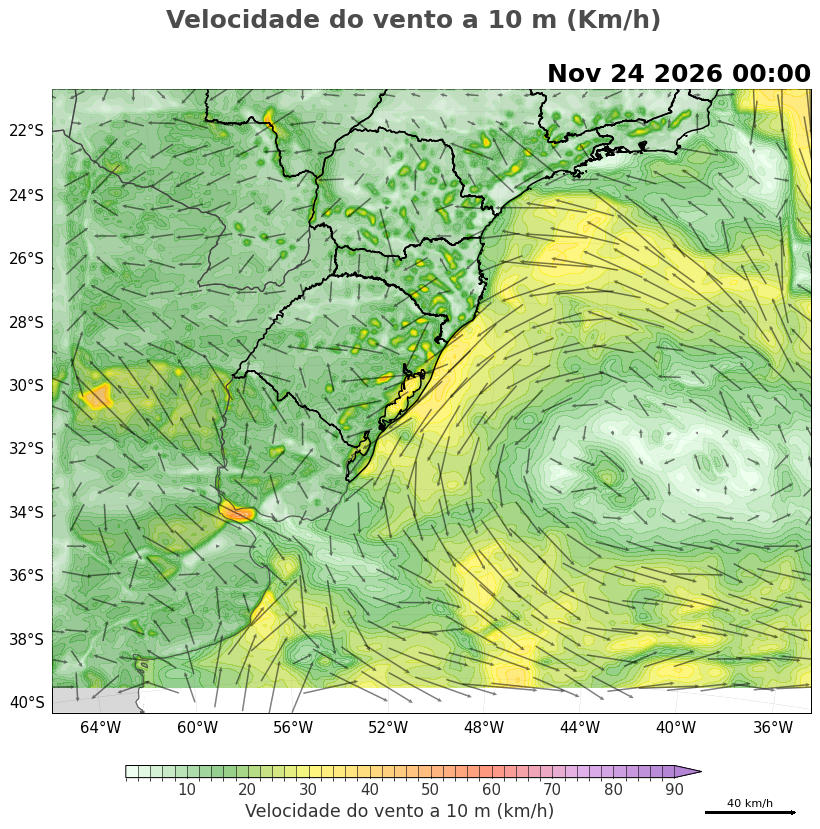 Velocidade do vento a 10 m (Km/h)
Nov 24 2026 00:00
22°S
24°S
26°S
28°S
30°S
32°S
34°S
36°S
38°S
40°S
64°W 60°W 56°W 52°W 48°W 44°W 40°W 36°W
10 20 30 40 50 60 70 80 90
Velocidade do vento a 10 m (km/h)
40 km/h